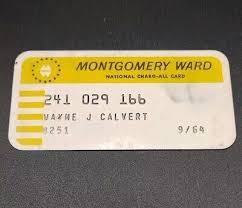 MONTGOMERY WARD
NATIONAL CHARG-ALL CARD
241 029 166
WAYNE J CALVERT
8251 9/64